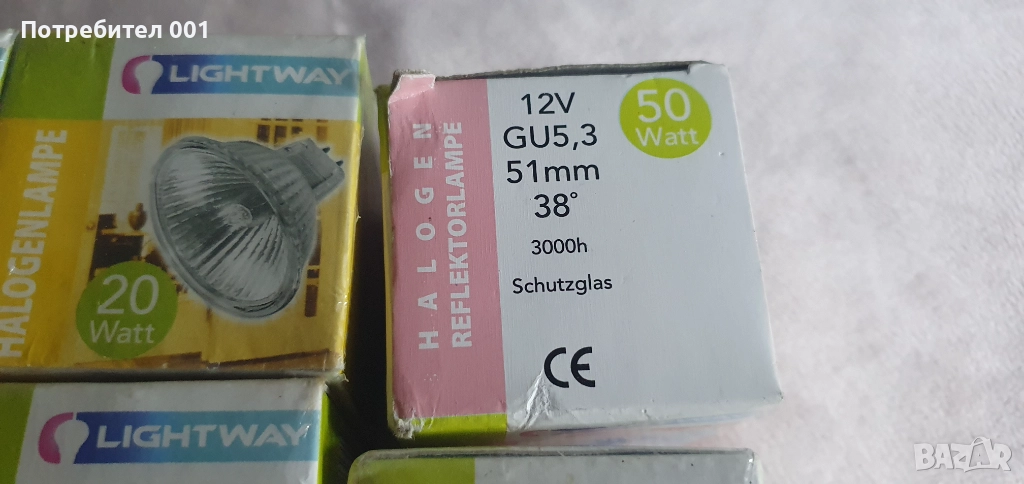 Потребител 001
LIGHTWAY
HALOGENLAMPE
20
Watt
LIGHTWAY
HALOGEN
REFLEKTORLAMPE
12V
GU5,3
51mm
38°
3000h
Schutzglas
CE
50
Watt
BAZAR